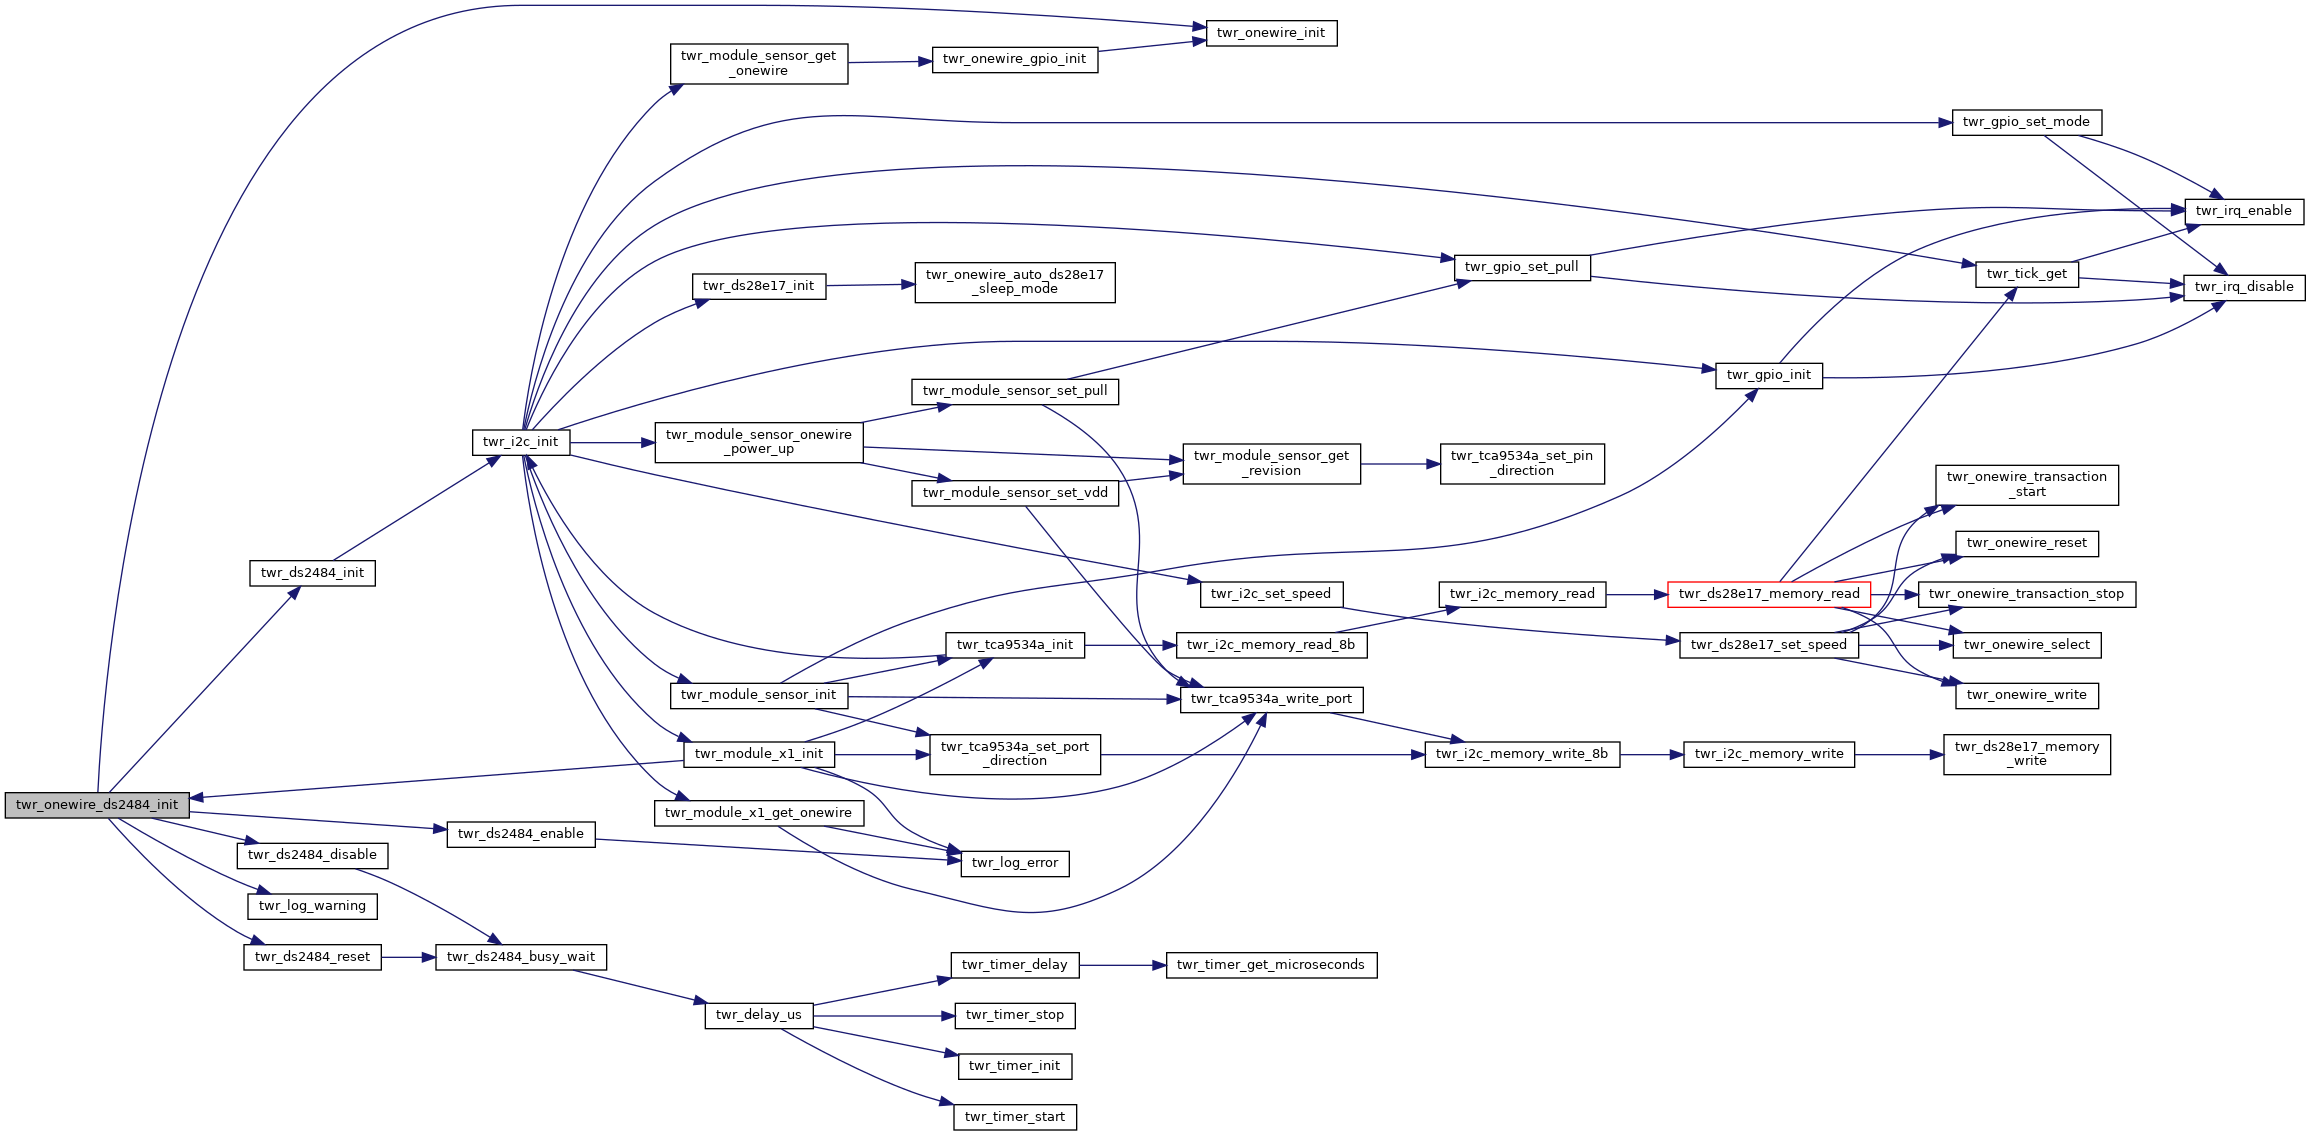 twr_onewire_init
twr_module_sensor_get
_onewire
twr_onewire_gpio_init
twr_gpio_set_mode
twr_irq_enable
twr_gpio_set_pull
twr_tick_get
twr_ds28e17_init
twr_onewire_auto_ds28e17
_sleep_mode
twr_irq_disable
twr_gpio_init
twr_module_sensor_set_pull
twr_i2c_init
twr_module_sensor_onewire
_power_up
twr_module_sensor_get
_revision
twr_tca9534a_set_pin
_direction
twr_module_sensor_set_vdd
twr_onewire_transaction
_start
twr_onewire_reset
twr_ds2484_init
twr_i2c_set_speed
twr_i2c_memory_read
twr_ds28e17_memory_read
twr_onewire_transaction_stop
twr_tca9534a_init
twr_i2c_memory_read_8b
twr_ds28e17_set_speed
twr_onewire_select
twr_module_sensor_init
twr_tca9534a_write_port
twr_onewire_write
twr_module_x1_init
twr_tca9534a_set_port
_direction
twr_i2c_memory_write_8b
twr_i2c_memory_write
twr_ds28e17_memory
_write
twr_onewire_ds2484_init
twr_module_x1_get_onewire
twr_ds2484_enable
twr_ds2484_disable
twr_log_error
twr_log_warning
twr_ds2484_reset
twr_ds2484_busy_wait
twr_timer_delay
twr_timer_get_microseconds
twr_delay_us
twr_timer_stop
twr_timer_init
twr_timer_start